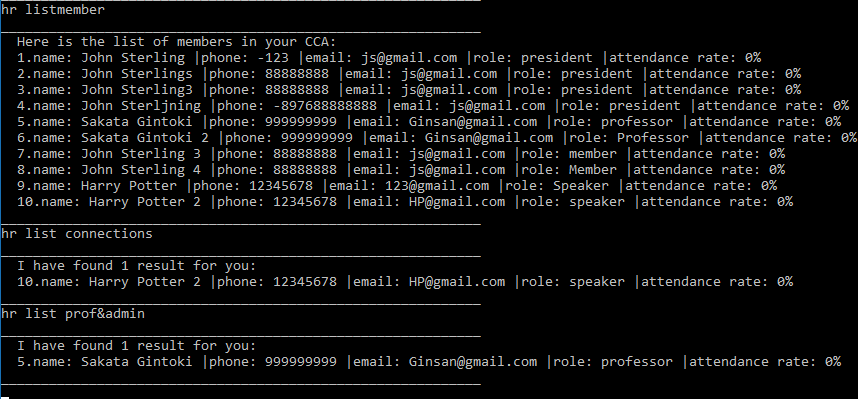 hr listmember
____________________________________________________________
Here is the list of members in your CCA:
1.name: John Sterling |phone: -123 |email: js@gmail.com |role: president |attendance rate: 0%
2.name: John Sterlings |phone: 88888888 |email: js@gmail.com |role: president |attendance rate: 0%
3.name: John Sterling3 |phone: 88888888 |email: js@gmail.com |role: president |attendance rate: 0%
4.name: John Sterljning |phone: -897688888888 |email: js@gmail.com |role: president |attendance rate: 0%
5.name: Sakata Gintoki |phone: 999999999 |email: Ginsan@gmail.com |role: professor |attendance rate: 0%
6.name: Sakata Gintoki 2 |phone: 999999999 |email: Ginsan@gmail.com |role: Professor |attendance rate: 0%
7.name: John Sterling 3 |phone: 88888888 |email: js@gmail.com |role: member |attendance rate: 0%
8.name: John Sterling 4 |phone: 88888888 |email: js@gmail.com |role: Member |attendance rate: 0%
9.name: Harry Potter |phone: 12345678 |email: 123@gmail.com |role: Speaker |attendance rate: 0%
10.name: Harry Potter 2 |phone: 12345678 |email: HP@gmail.com |role: speaker |attendance rate: 0%
____________________________________________________________
hr list connections
____________________________________________________________
I have found 1 result for you:
10.name: Harry Potter 2 |phone: 12345678 |email: HP@gmail.com |role: speaker |attendance rate: 0%
____________________________________________________________
hr list prof&admin
____________________________________________________________
I have found 1 result for you:
5.name: Sakata Gintoki |phone: 999999999 |email: Ginsan@gmail.com |role: professor |attendance rate: 0%
____________________________________________________________